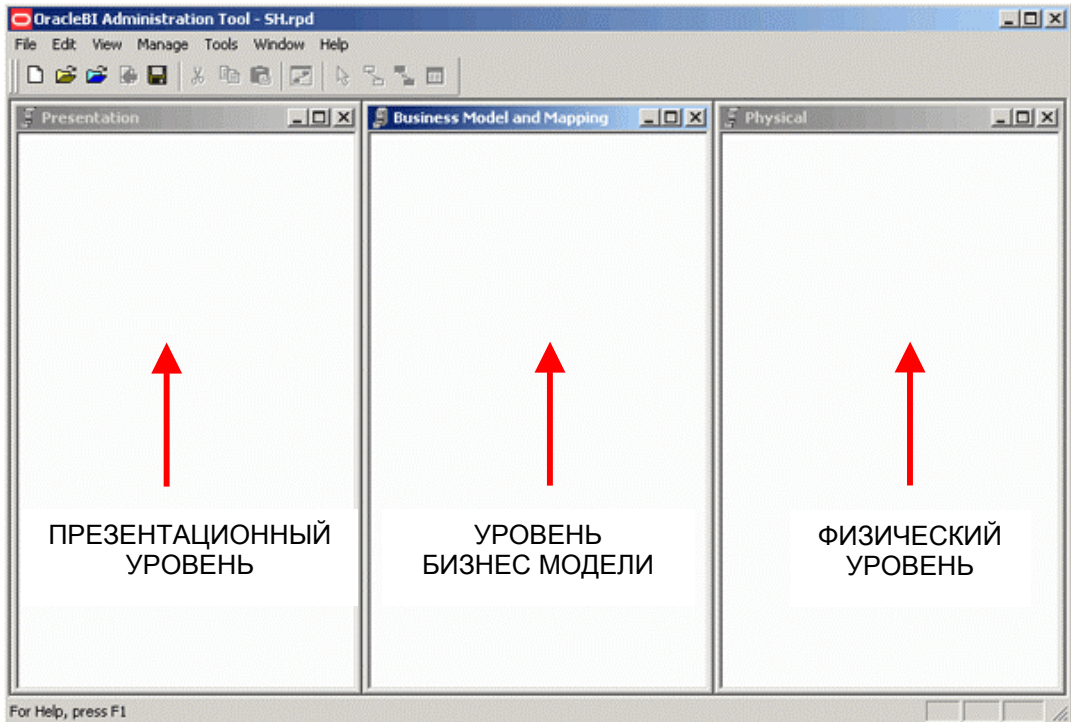 OracleBI Administration Tool - SH.rpd
File Edit View Manage Tools Window Help
Presentation
Business Model and Mapping
Physical
ПРЕЗЕНТАЦИОННЫЙ
УРОВЕНЬ
УРОВЕНЬ
БИЗНЕС МОДЕЛИ
ФИЗИЧЕСКИЙ
УРОВЕНЬ
For Help, press F1